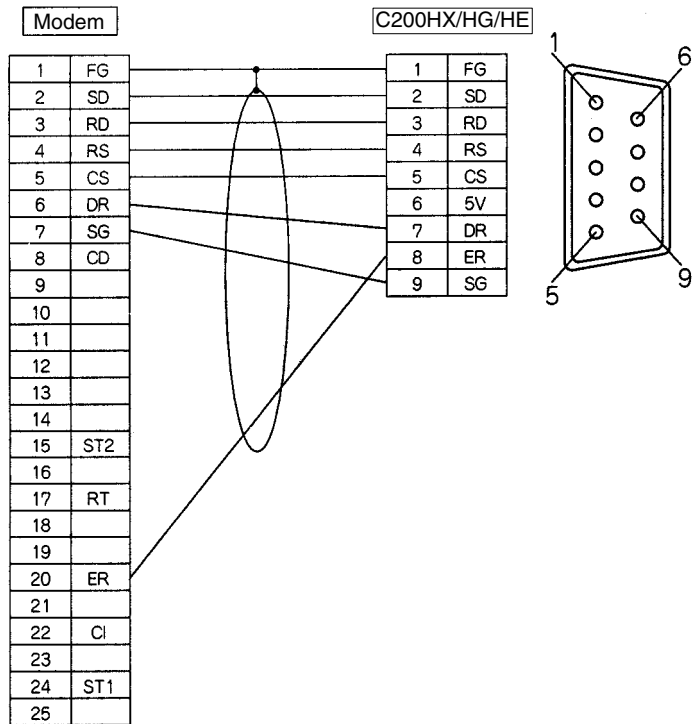 Modem
1 FG
2 SD
3 RD
4 RS
5 CS
6 DR
7 SG
8 CD
9
10
11
12
13
14
15 ST2
16
17 RT
18
19
20 ER
21
22 CI
23
24 ST1
25
C200HX/HG/HE
1 FG
2 SD
3 RD
4 RS
5 CS
6 5V
7 DR
8 ER
9 SG
1
6
5
9